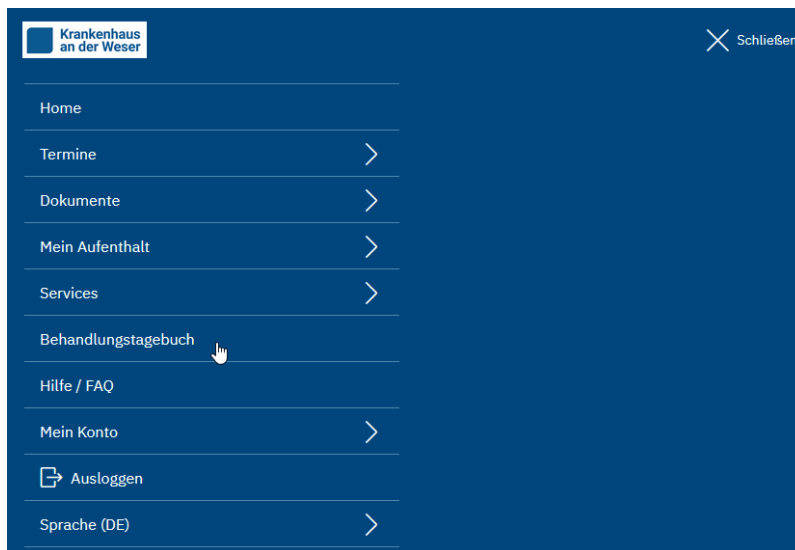 Krankenhaus
an der Weser
Schließen
Home
Termine
Dokumente
Mein Aufenthalt
Services
Behandlungstagebuch
Hilfe / FAQ
Mein Konto
Ausloggen
Sprache (DE)